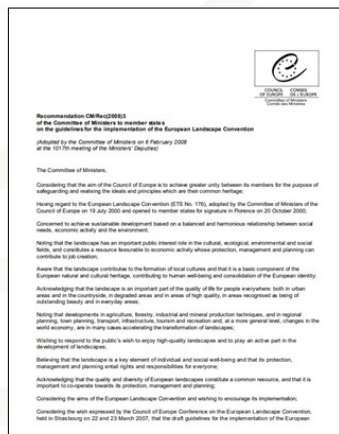 COUNCIL CONSEIL
OF EUROPE DE L'EUROPE
Committee of Ministers
Comité des Ministres
Recommendation CM/Rec(2008)3
of the Committee of Ministers to member states
on the guidelines for the implementation of the European Landscape Convention
(Adopted by the Committee of Ministers on 6 February 2008
at the 1017th meeting of the Ministers' Deputies)
The Committee of Ministers,
Considering that the aim of the Council of Europe is to achieve greater unity between its members for the purpose of
safeguarding and realising the ideals and principles which are their common heritage;
Having regard to the European Landscape Convention (ETS No. 176), adopted by the Committee of Ministers of the
Council of Europe on 19 July 2000 and opened to member states for signature in Florence on 20 October 2000;
Concerned to achieve sustainable development based on a balanced and harmonious relationship between social
needs, economic activity and the environment;
Noting that the landscape has an important public interest role in the cultural, ecological, environmental and social
fields, and constitutes a resource favourable to economic activity whose protection, management and planning can
contribute to job creation;
Aware that the landscape contributes to the formation of local cultures and that it is a basic component of the
European natural and cultural heritage, contributing to human well-being and consolidation of the European identity;
Acknowledging that the landscape is an important part of the quality of life for people everywhere: both in urban
areas and in the countryside, in degraded areas and in areas of high quality, in areas recognised as being of
outstanding beauty and in everyday areas;
Noting that developments in agriculture, forestry, industrial and mineral production techniques, and in regional
planning, town planning, transport, infrastructure, tourism and recreation and, at a more general level, changes in the
world economy, are in many cases accelerating the transformation of landscapes;
Wishing to respond to the public's wish to enjoy high-quality landscapes and to play an active part in the
development of landscapes;
Believing that the landscape is a key element of individual and social well-being and that its protection,
management and planning entail rights and responsibilities for everyone;
Acknowledging that the quality and diversity of European landscapes constitute a common resource, and that it is
important to co-operate towards its protection, management and planning;
Considering the aims of the European Landscape Convention and wishing to encourage its implementation;
Considering the wish expressed by the Council of Europe Conference on the European Landscape Convention,
held in Strasbourg on 22 and 23 March 2007, that the draft guidelines for the implementation of the European